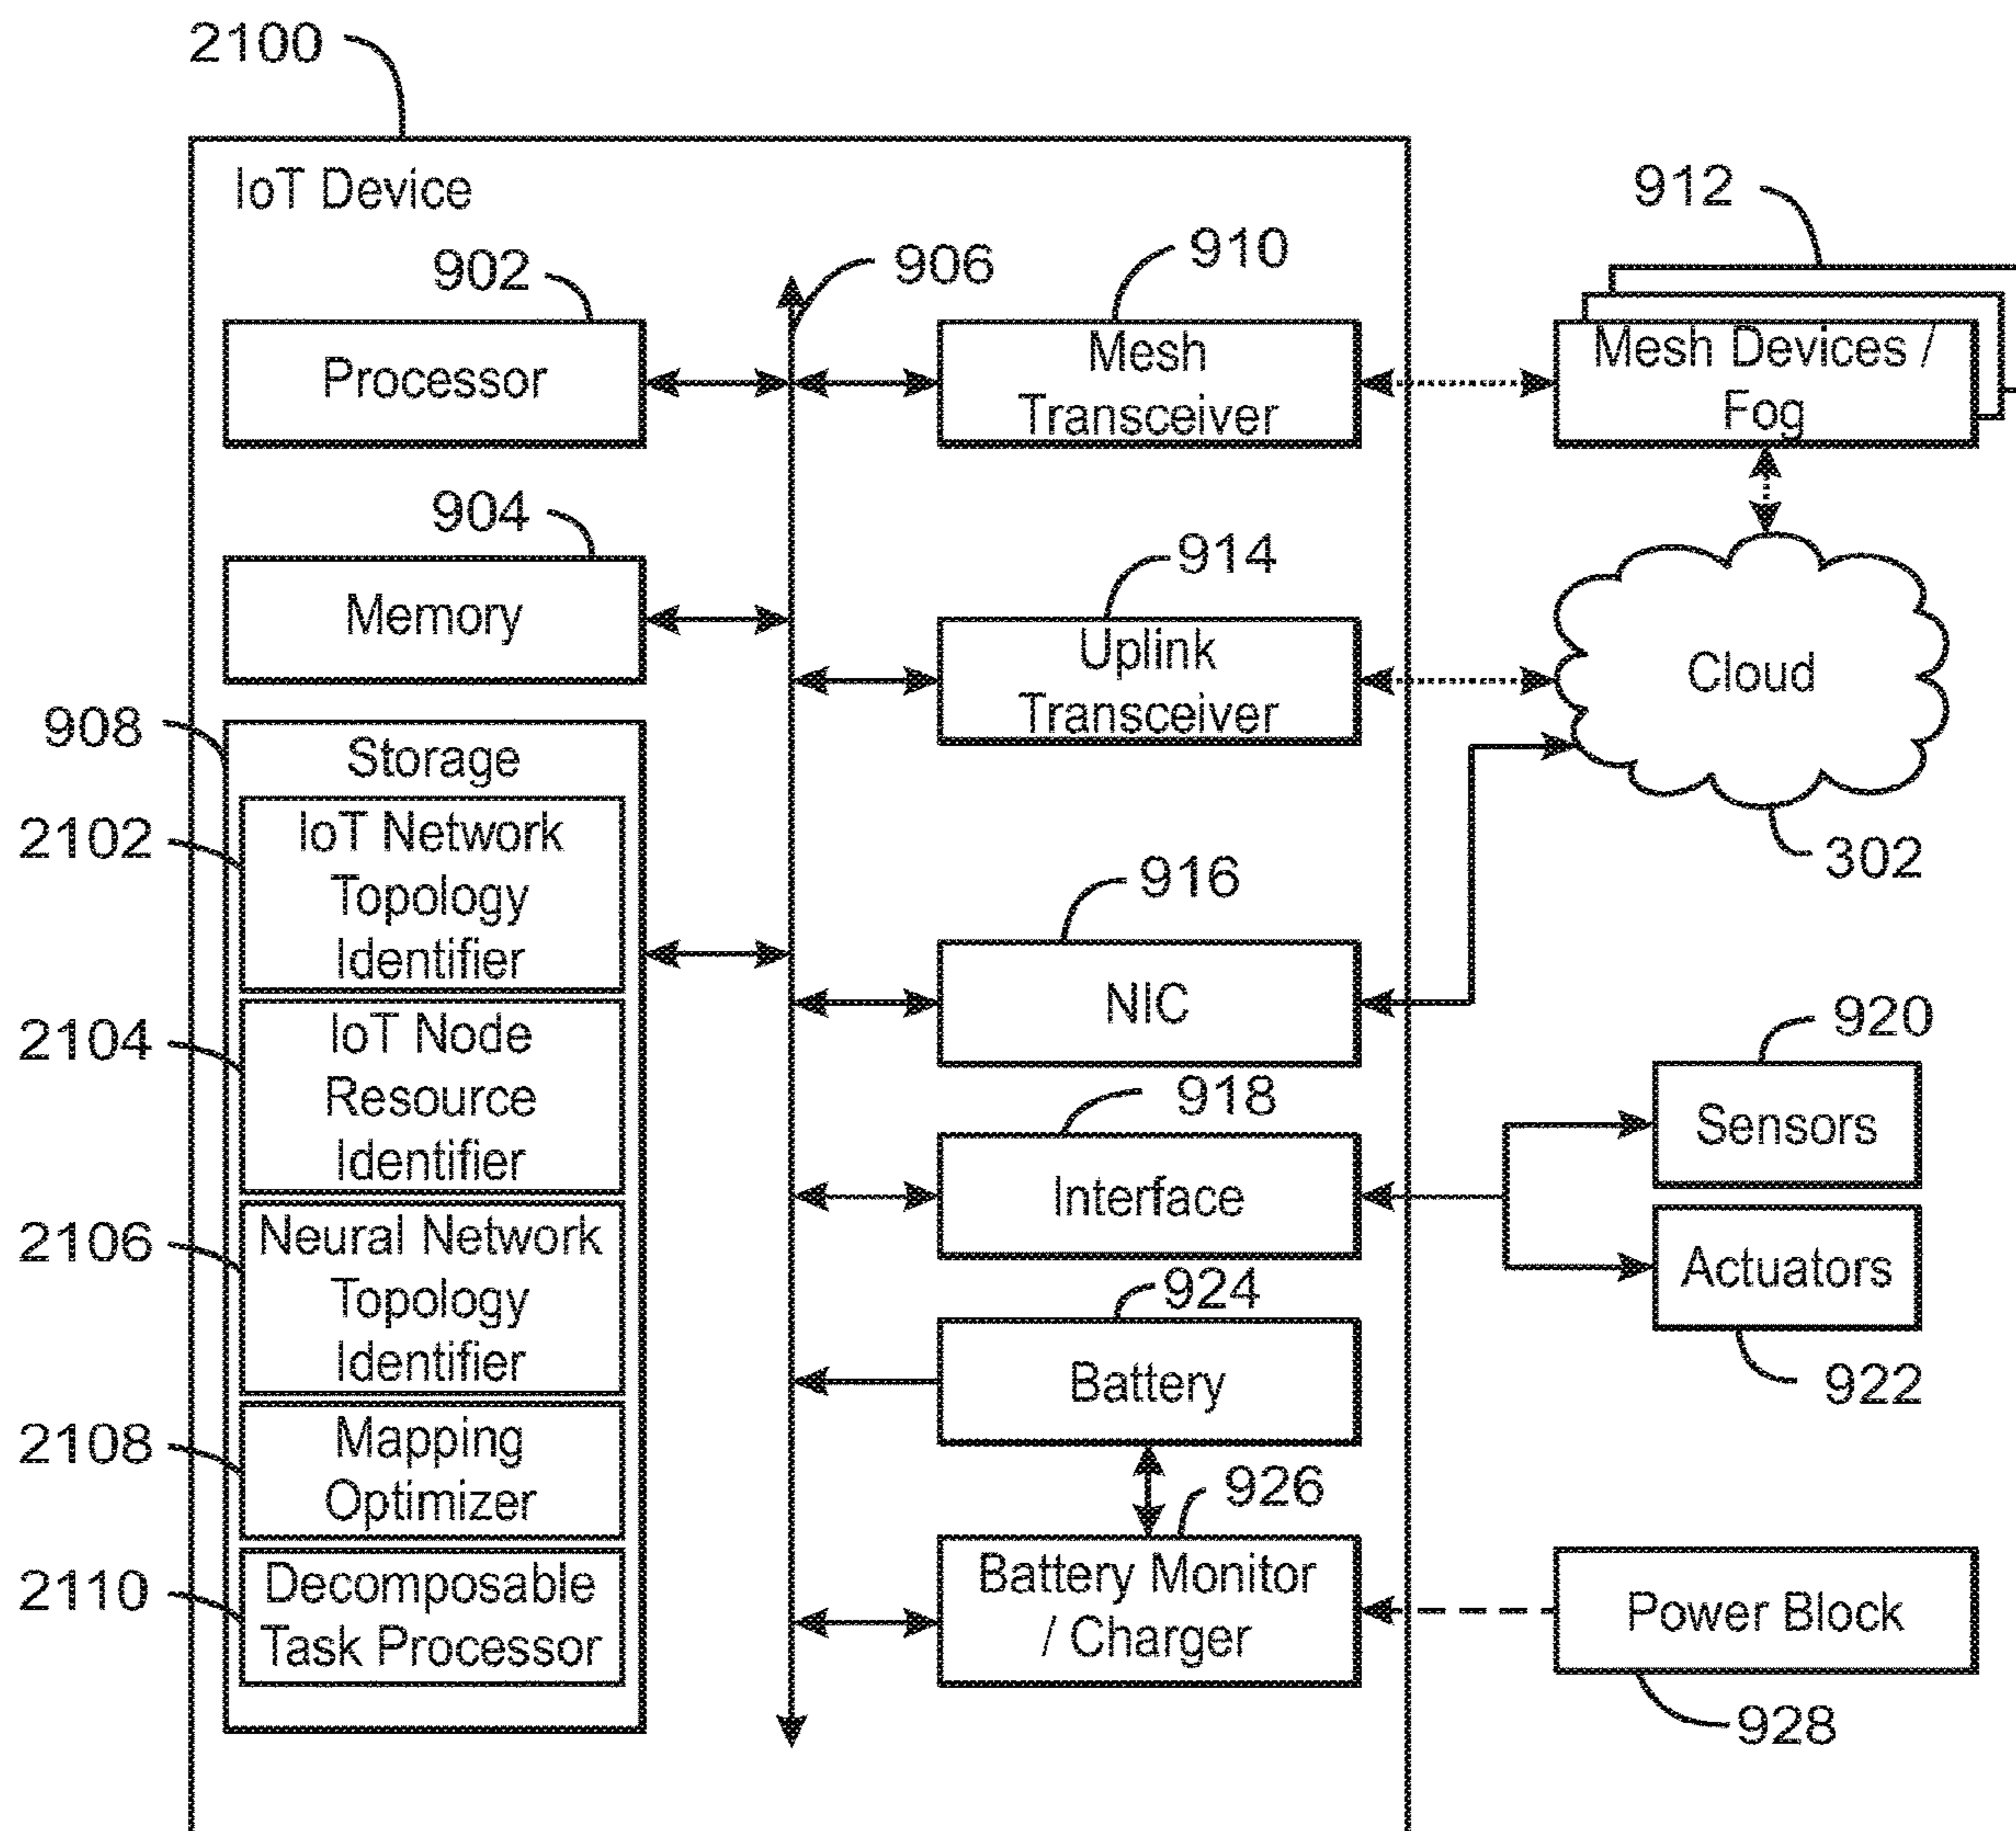 2100
IoT Device
912
910
906
902
Processor
Mesh
Transceiver
Mesh Devices /
Fog
904
914
Memory
Uplink
Transceiver
Cloud
302
908
Storage
2102
IoT Network
Topology
Identifier
916
NIC
2104
IoT Node
Resource
Identifier
918
Interface
920
Sensors
Actuators
922
2106
Neural Network
Topology
Identifier
924
Battery
2108
Mapping
Optimizer
926
Battery Monitor
/ Charger
Power Block
928
2110
Decomposable
Task Processor